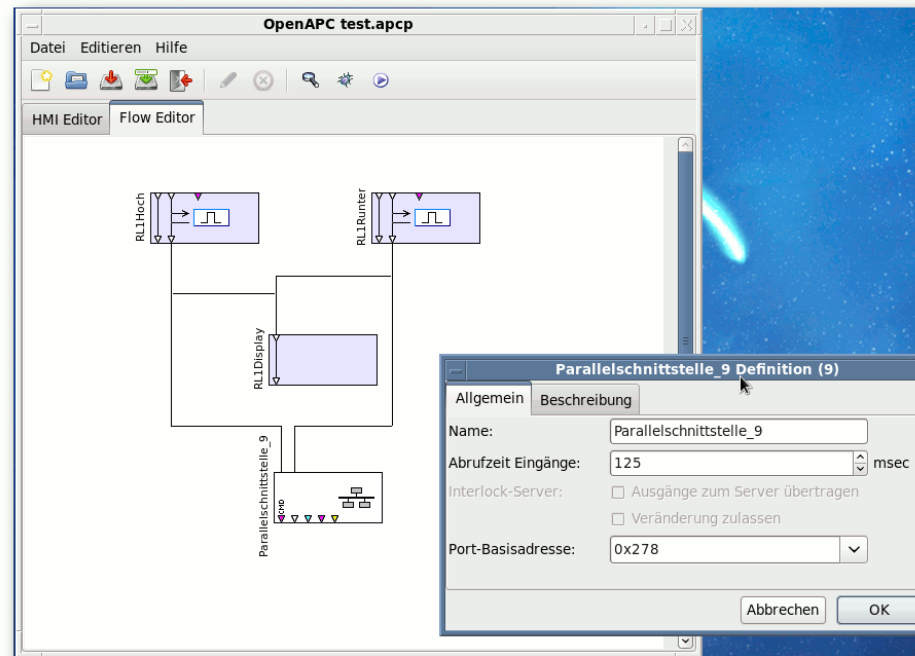 OpenAPC test.apcp
Datei Editieren Hilfe
HMI Editor Flow Editor
RL1Hoch
RL1Runter
RL1Display
Parallelschnittstelle_9
CMD
Parallelschnittstelle_9 Definition (9)
Allgemein Beschreibung
Name: Parallelschnittstelle_9
Abrufzeit Eingänge: 125 msec
Interlock-Server: Ausgänge zum Server übertragen
Veränderung zulassen
Port-Basisadresse: 0x278
Abbrechen OK